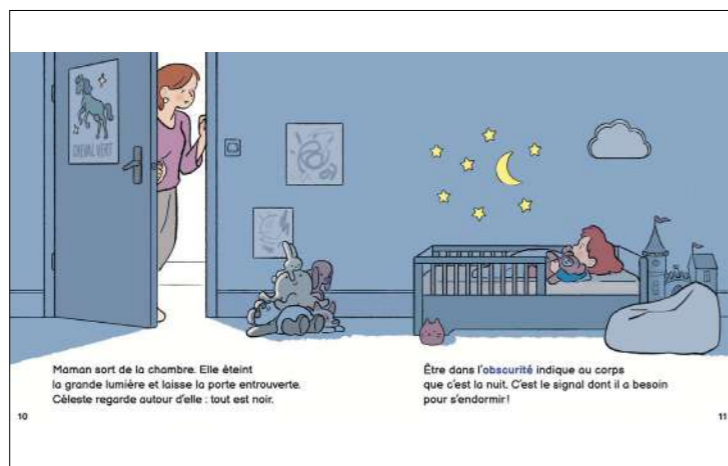 CHEVAL VERT
Maman sort de la chambre. Elle éteint
la grande lumière et laisse la porte entrouverte.
Céleste regarde autour d'elle : tout est noir.
10
Être dans l'obscurité indique au corps
que c'est la nuit. C'est le signal dont il a besoin
pour s'endormir !
11